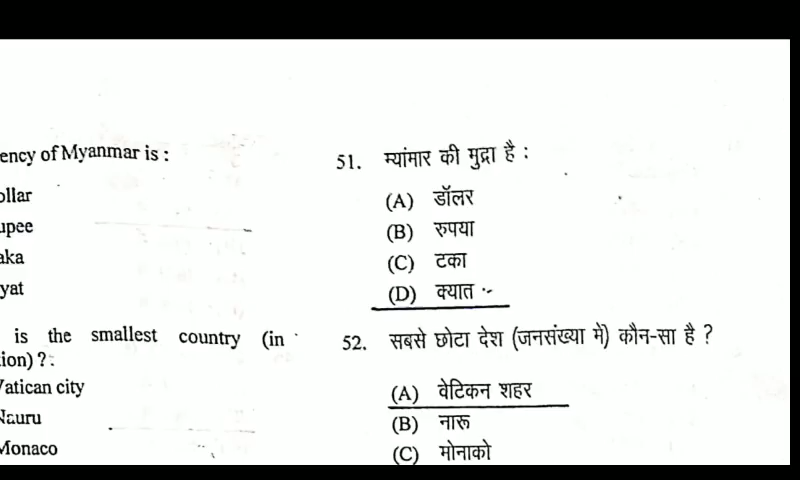 ency of Myanmar is :
ollar
upee
aka
yat
is the smallest country (in
ion) ? :
Vatican city
Nauru
Monaco
51. म्यांमार की मुद्रा है :
(A) डॉलर
(B) रुपया
(C) टका
(D) क्यात
52. सबसे छोटा देश (जनसंख्या में) कौन-सा है ?
(A) वेटिकन शहर
(B) नारू
(C) मोनाको